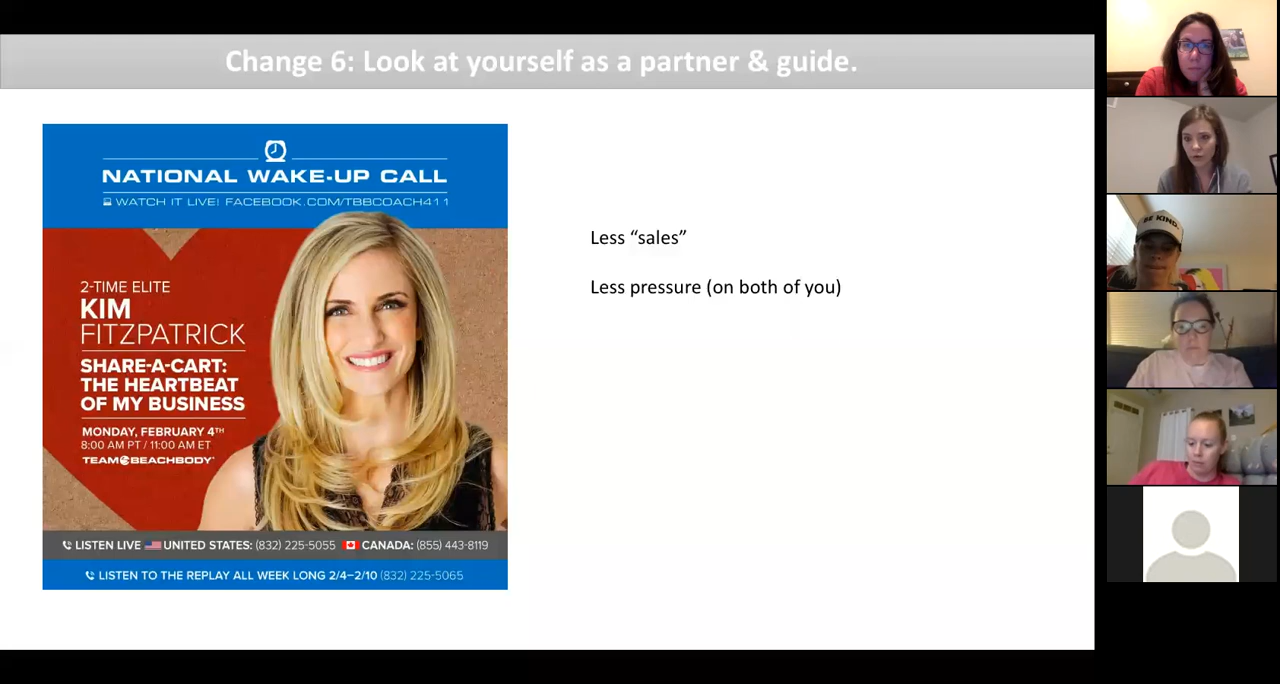 Change 6: Look at yourself as a partner & guide.
NATIONAL WAKE-UP CALL
WATCH IT LIVE! FACEBOOK.COM/TBBCOACH411
2-TIME ELITE
KIM
FITZPATRICK
SHARE-A-CART:
THE HEARTBEAT
OF MY BUSINESS
MONDAY, FEBRUARY 4TH
8:00 AM PT / 11:00 AM ET
TEAM BEACHBODY
LISTEN LIVE UNITED STATES: (832) 225-5055 CANADA: (855) 443-8119
LISTEN TO THE REPLAY ALL WEEK LONG 2/4–2/10 (832) 225-5065
Less “sales”
Less pressure (on both of you)
BE KIND.